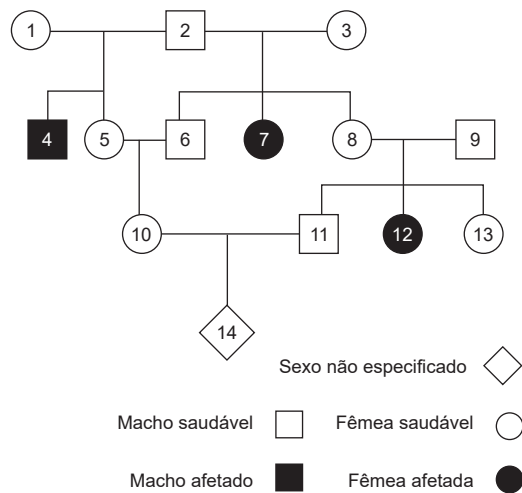 1 2 3
4 5 6 7 8 9
10 11 12 13
14
Sexo não especificado
Macho saudável Fêmea saudável
Macho afetado Fêmea afetada